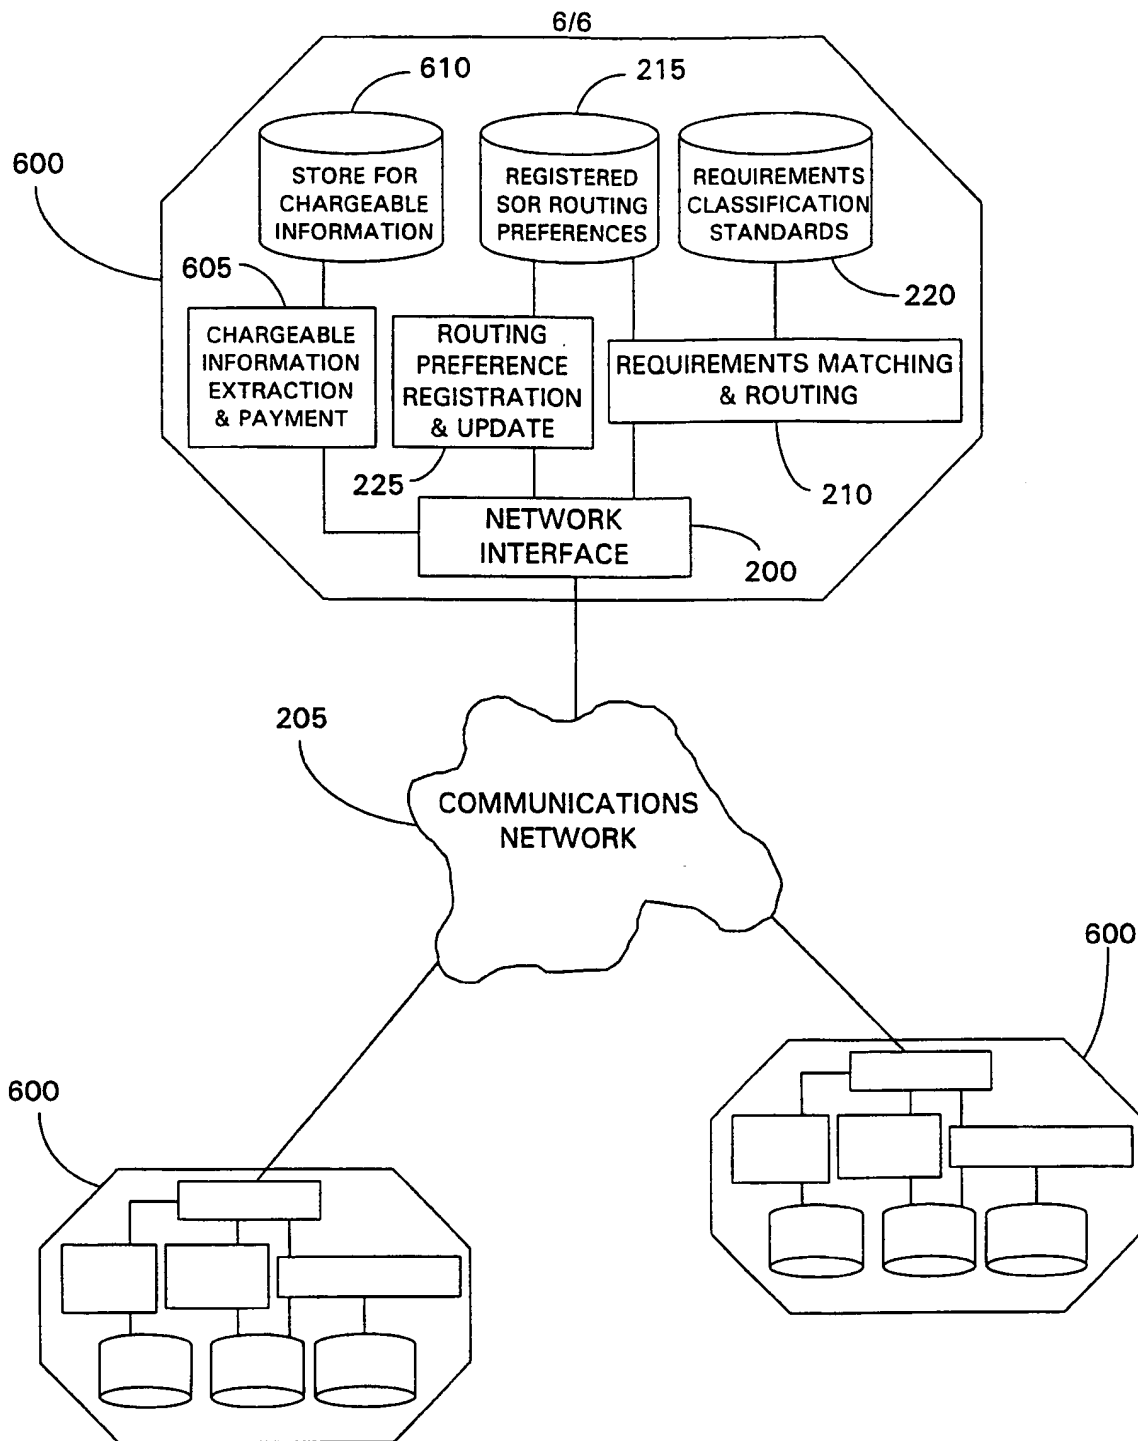 6/6
610
215
600
STORE FOR
CHARGEABLE
INFORMATION
REGISTERED
SOR ROUTING
PREFERENCES
REQUIREMENTS
CLASSIFICATION
STANDARDS
605
220
CHARGEABLE
INFORMATION
EXTRACTION
& PAYMENT
ROUTING
PREFERENCE
REGISTRATION
& UPDATE
REQUIREMENTS MATCHING
& ROUTING
225
210
NETWORK
INTERFACE
200
205
COMMUNICATIONS
NETWORK
600
600